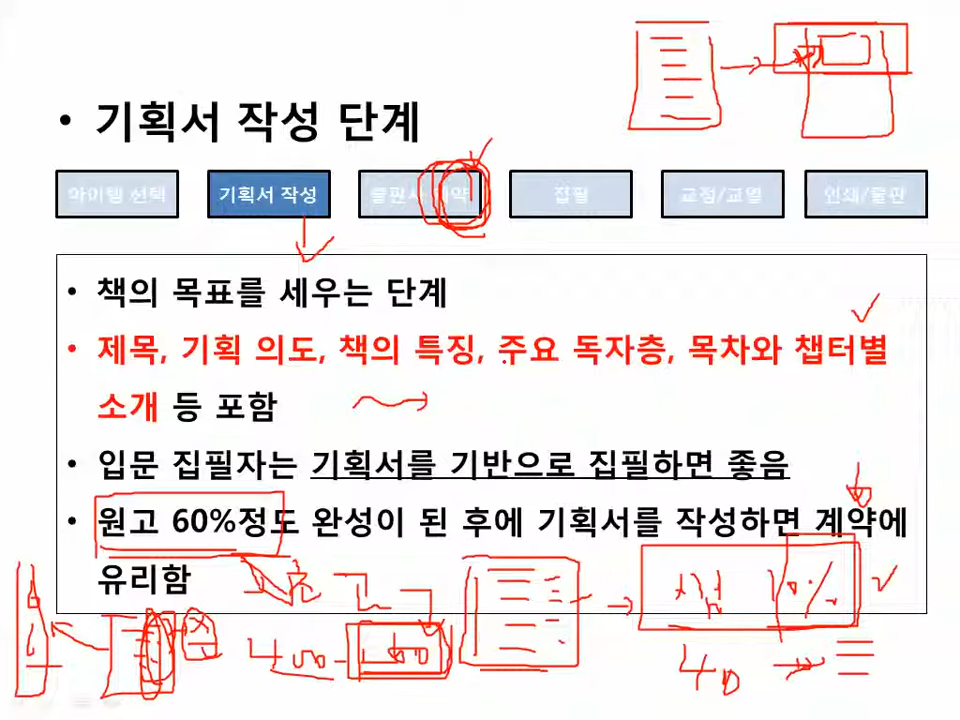 • 기획서 작성 단계
아이템 선택 기획서 작성 출판사 계약 집필 교정/교열 인쇄/출판
• 책의 목표를 세우는 단계
• 제목, 기획 의도, 책의 특징, 주요 독자층, 목차와 챕터별
소개 등 포함
• 입문 집필자는 기획서를 기반으로 집필하면 좋음
• 원고 60%정도 완성이 된 후에 기획서를 작성하면 계약에
유리함
10%
400
40